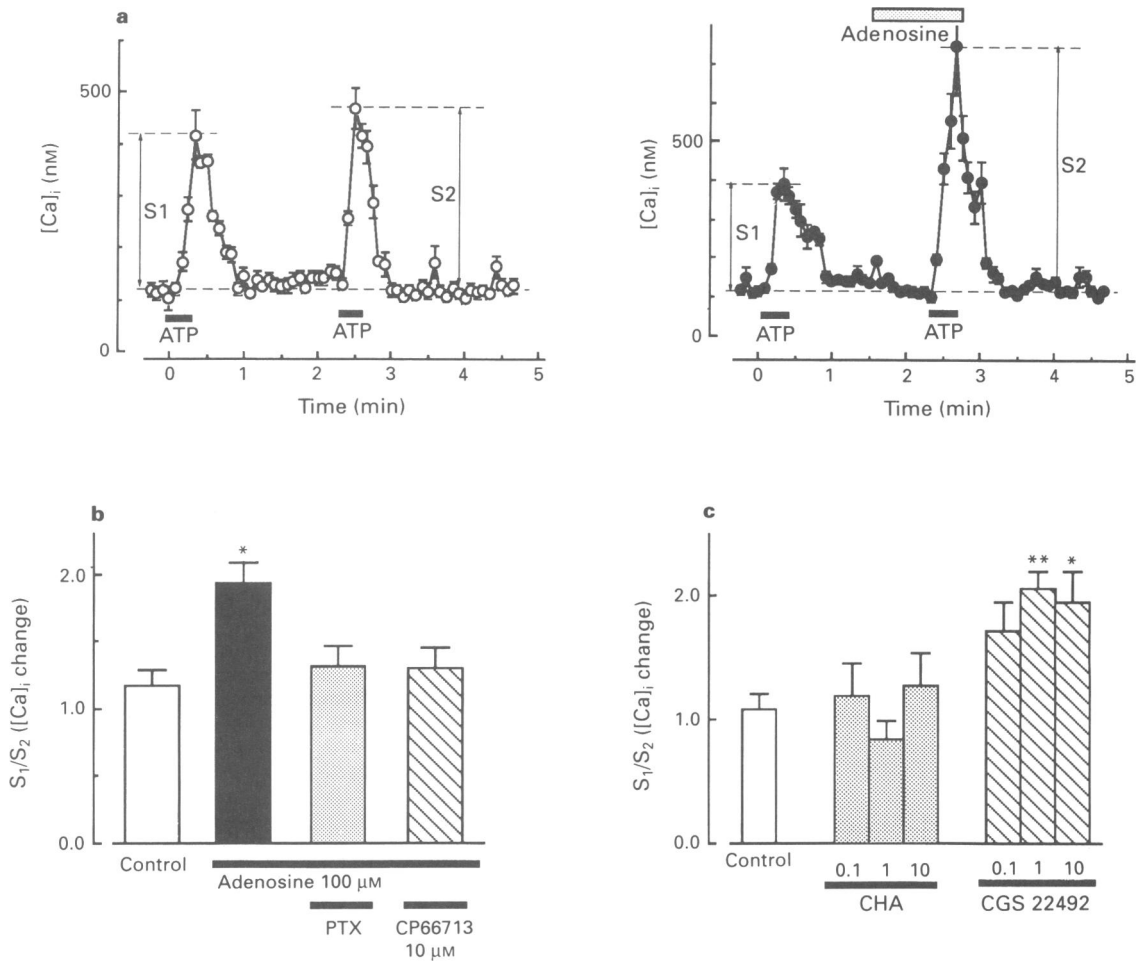 a
500
[Ca]i (nM)
S1
S2
ATP
ATP
0
0 1 2 3 4 5
Time (min)
Adenosine
500
[Ca]i (nM)
S1
S2
ATP
ATP
0
0 1 2 3 4 5
Time (min)
b
*
2.0
1.0
0.0
S1/S2 ([Ca]i change)
Control
Adenosine 100 μM
PTX
CP66713
10 μM
c
** *
2.0
1.0
0.0
S1/S2 ([Ca]i change)
Control
0.1 1 10
0.1 1 10
CHA
CGS 22492